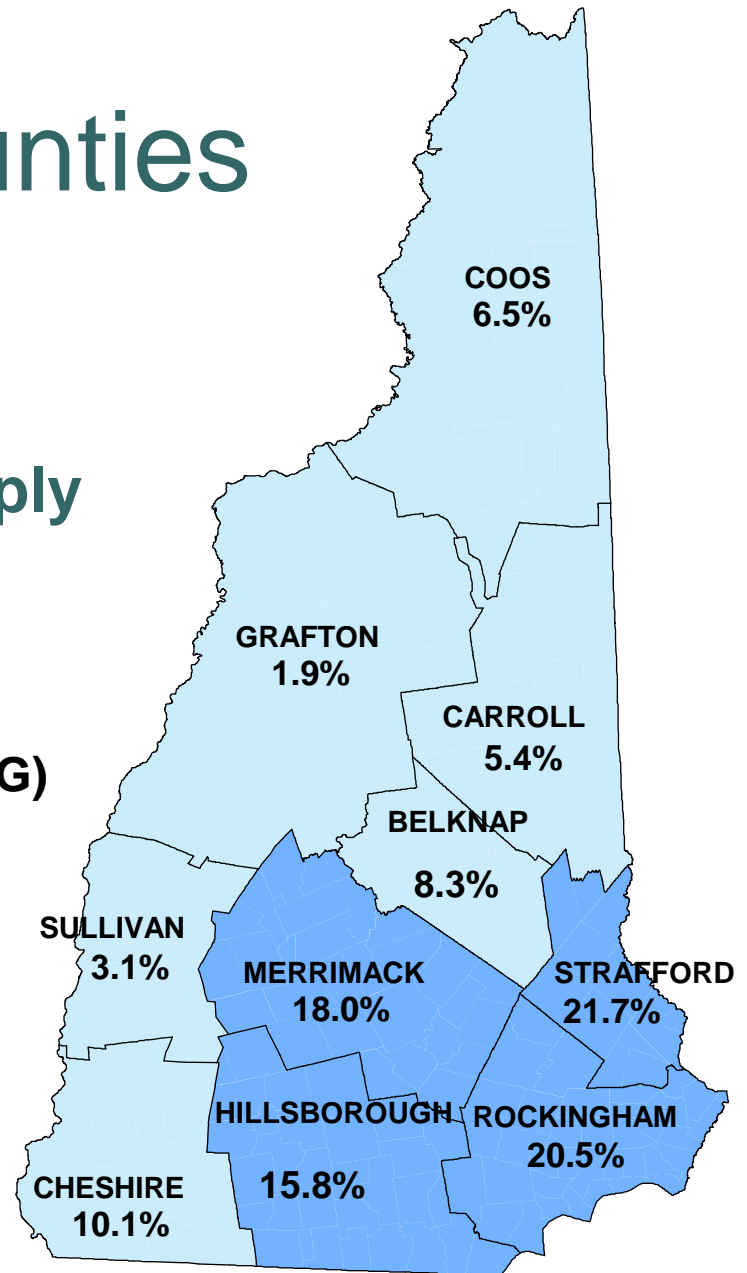 unties
COOS
6.5%
ply
GRAFTON
1.9%
CARROLL
5.4%
G)
BELKNAP
8.3%
SULLIVAN
3.1%
MERRIMACK
18.0%
STRAFFORD
21.7%
HILLSBOROUGH
15.8%
ROCKINGHAM
20.5%
CHESHIRE
10.1%